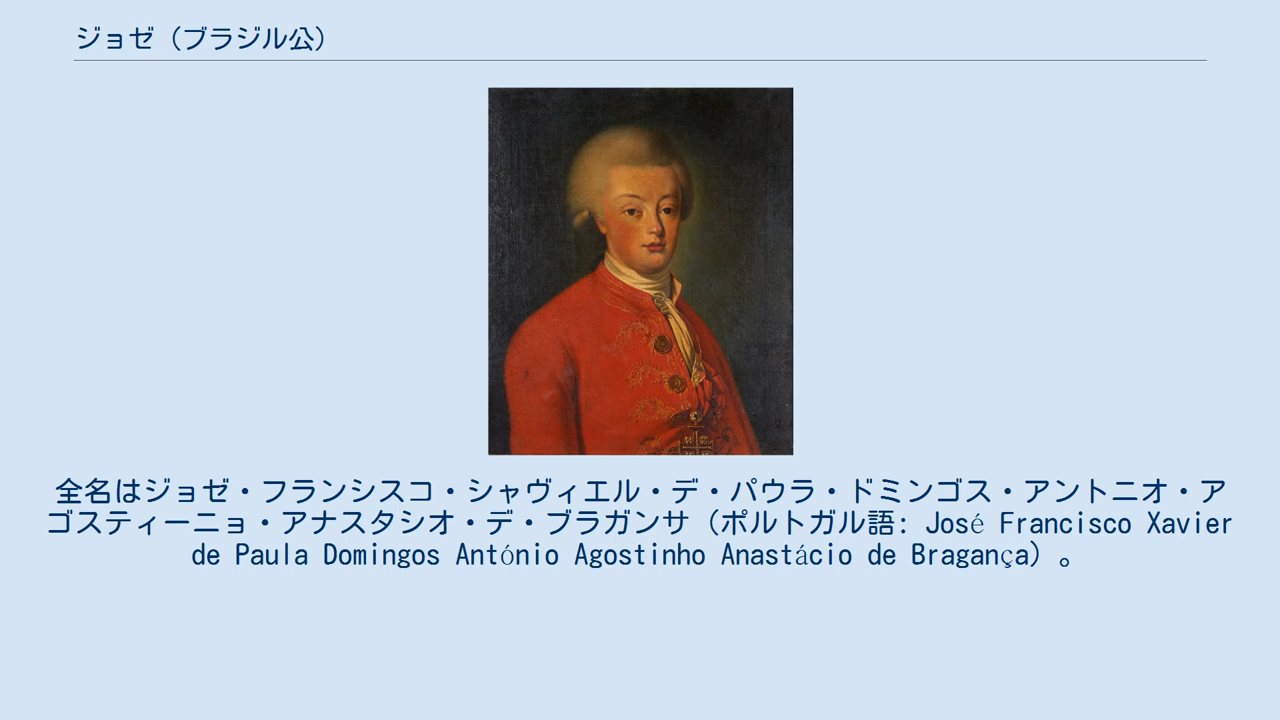 ジョゼ（ブラジル公）
全名はジョゼ・フランシスコ・シャヴィエル・デ・パウラ・ドミンゴス・アントニオ・ア
ゴスティーニョ・アナスタシオ・デ・ブラガンサ（ポルトガル語: José Francisco Xavier
de Paula Domingos António Agostinho Anastácio de Bragança）。